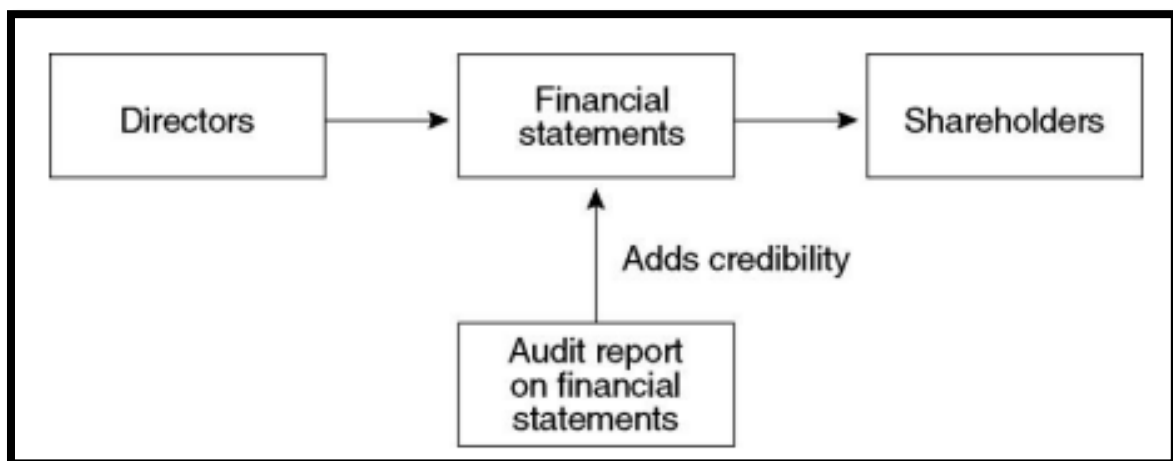 Directors
Financial
statements
Shareholders
Adds credibility
Audit report
on financial
statements